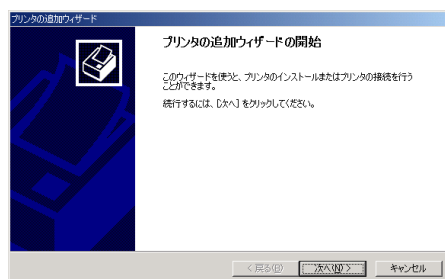 プリンタの追加ウィザード
プリンタの追加ウィザードの開始
このウィザードを使うと、プリンタのインストールまたはプリンタの接続を行う
ことができます。
続行するには、[次へ] をクリックしてください。
< 戻る(B)
次へ(N) >
キャンセル